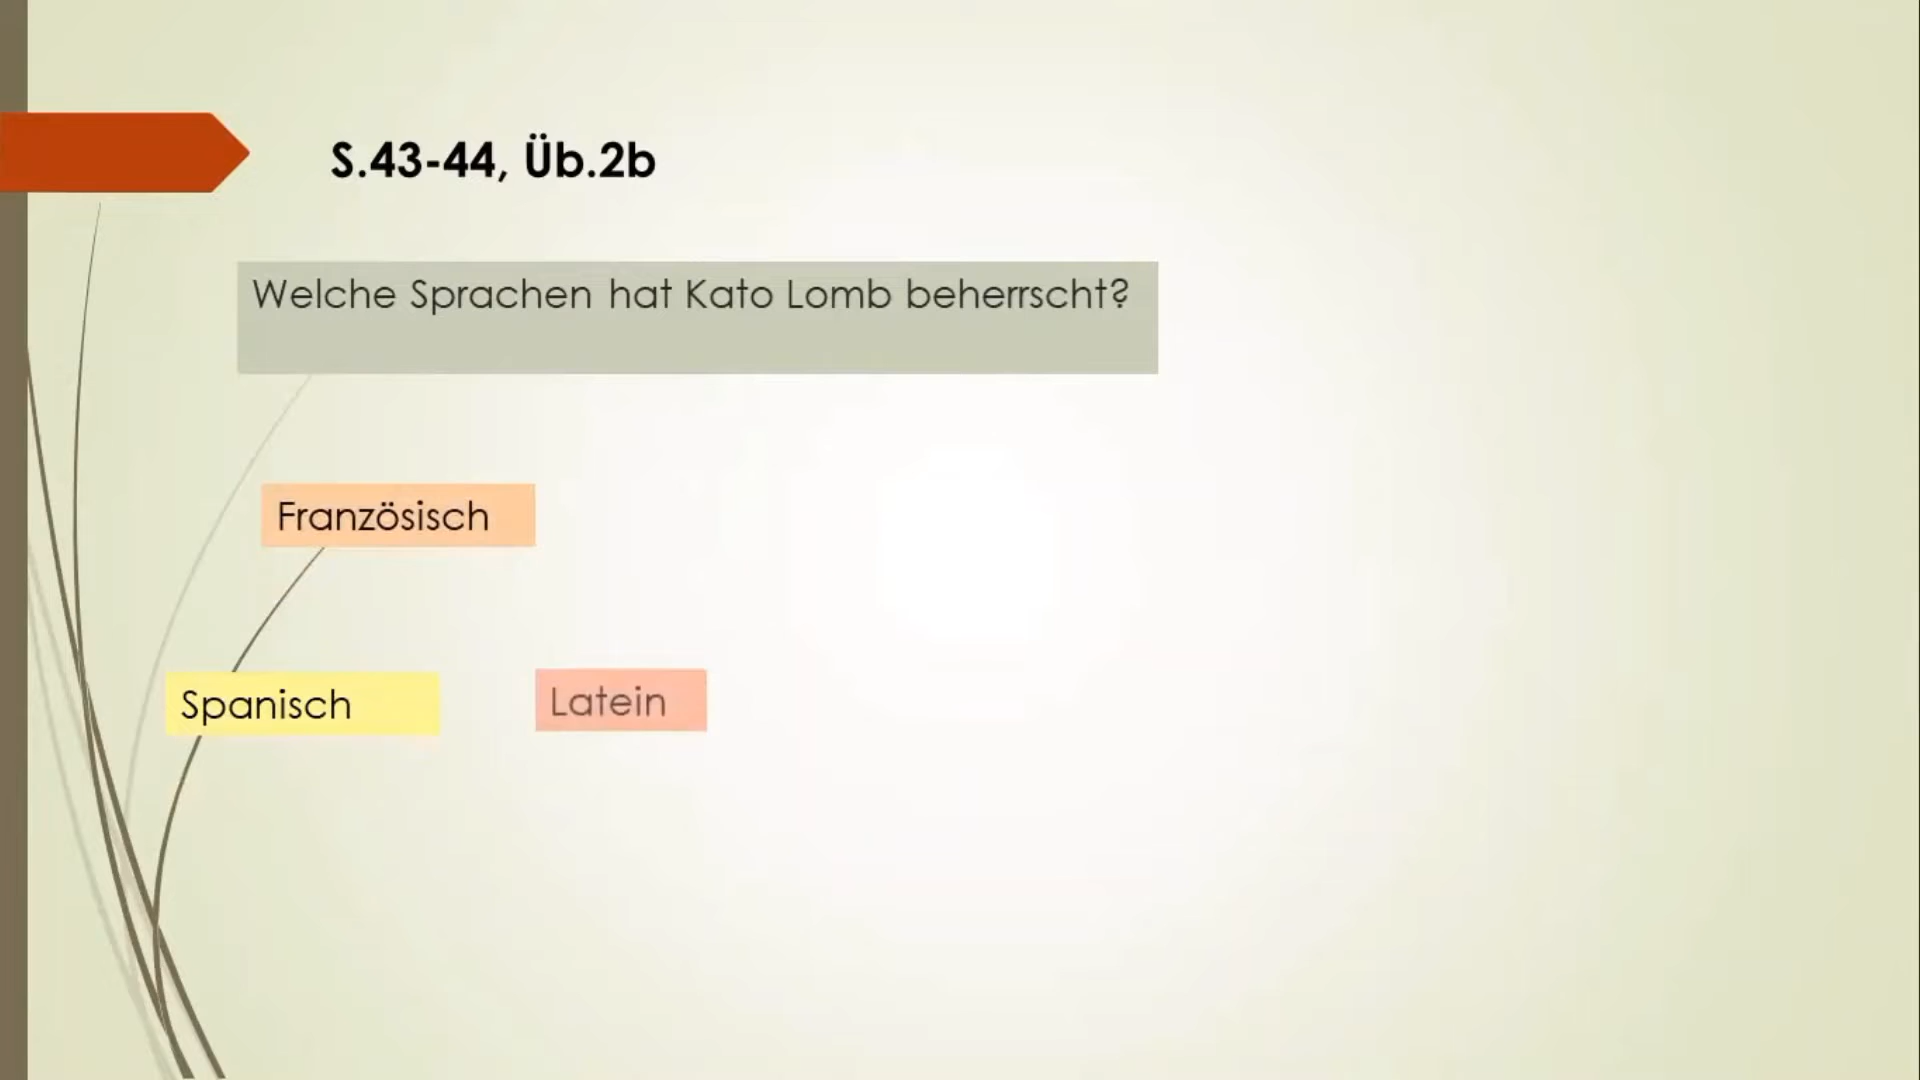 S.43-44, Üb.2b
Welche Sprachen hat Kato Lomb beherrscht?
Französisch
Spanisch
Latein